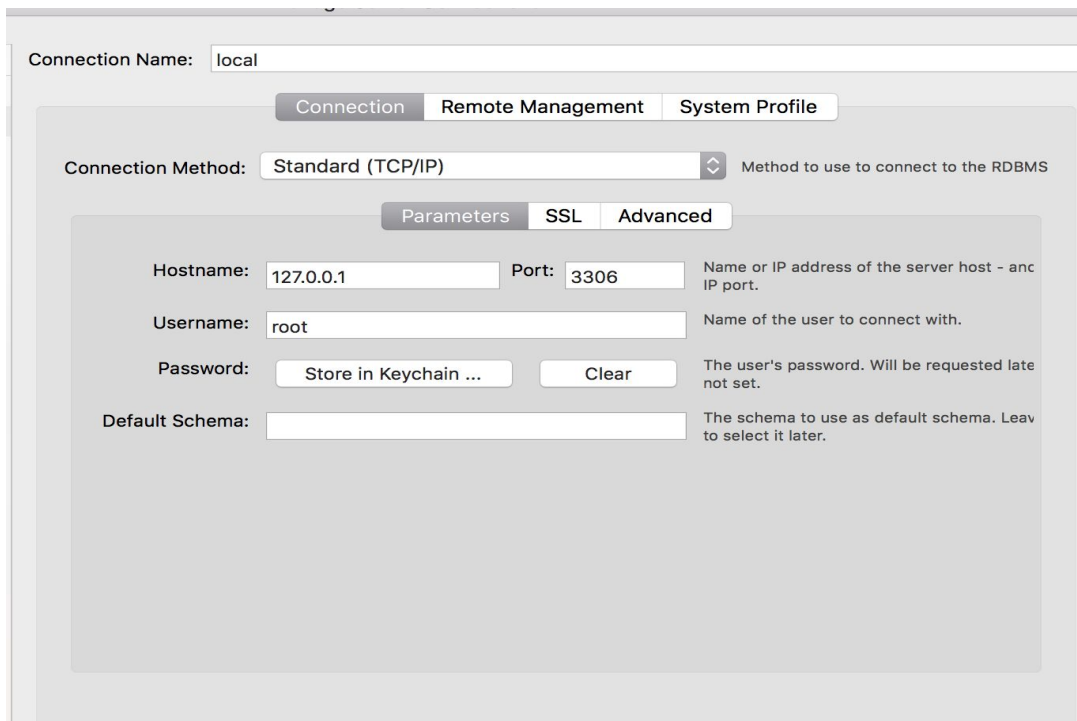 Connection Name: local
Connection Remote Management System Profile
Connection Method: Standard (TCP/IP) Method to use to connect to the RDBMS
Parameters SSL Advanced
Hostname: 127.0.0.1 Port: 3306 Name or IP address of the server host - and
IP port.
Username: root Name of the user to connect with.
Password: Store in Keychain ... Clear The user's password. Will be requested late
not set.
Default Schema: The schema to use as default schema. Leav
to select it later.